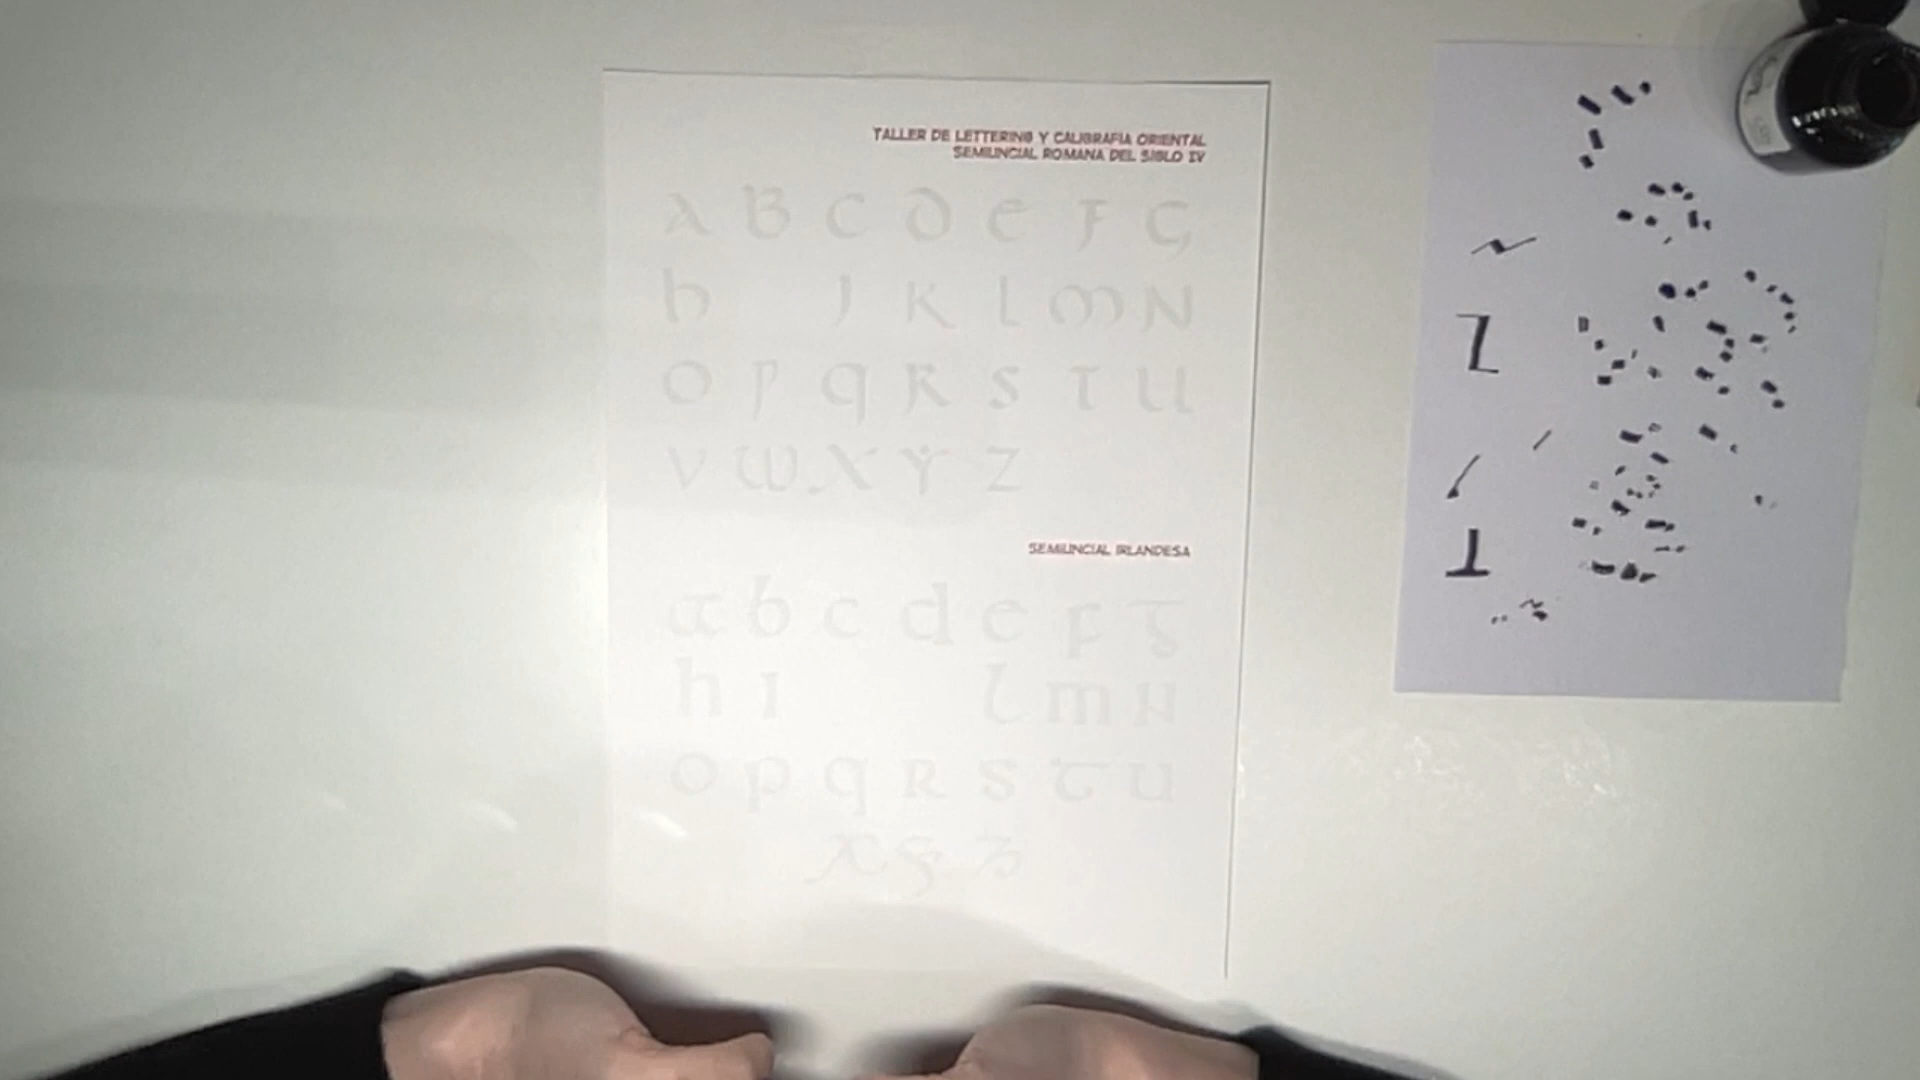 TALLER DE LETTERING Y CALIGRAFIA ORIENTAL
SEMIUNCIAL ROMANA DEL SIGLO IV
a B c d e F G
h J K l m N
o p q R s T U
V W X Y Z
SEMIUNCIAL IRLANDESA
a b c d e F g
h I l m N
o p q R S T U
X y z